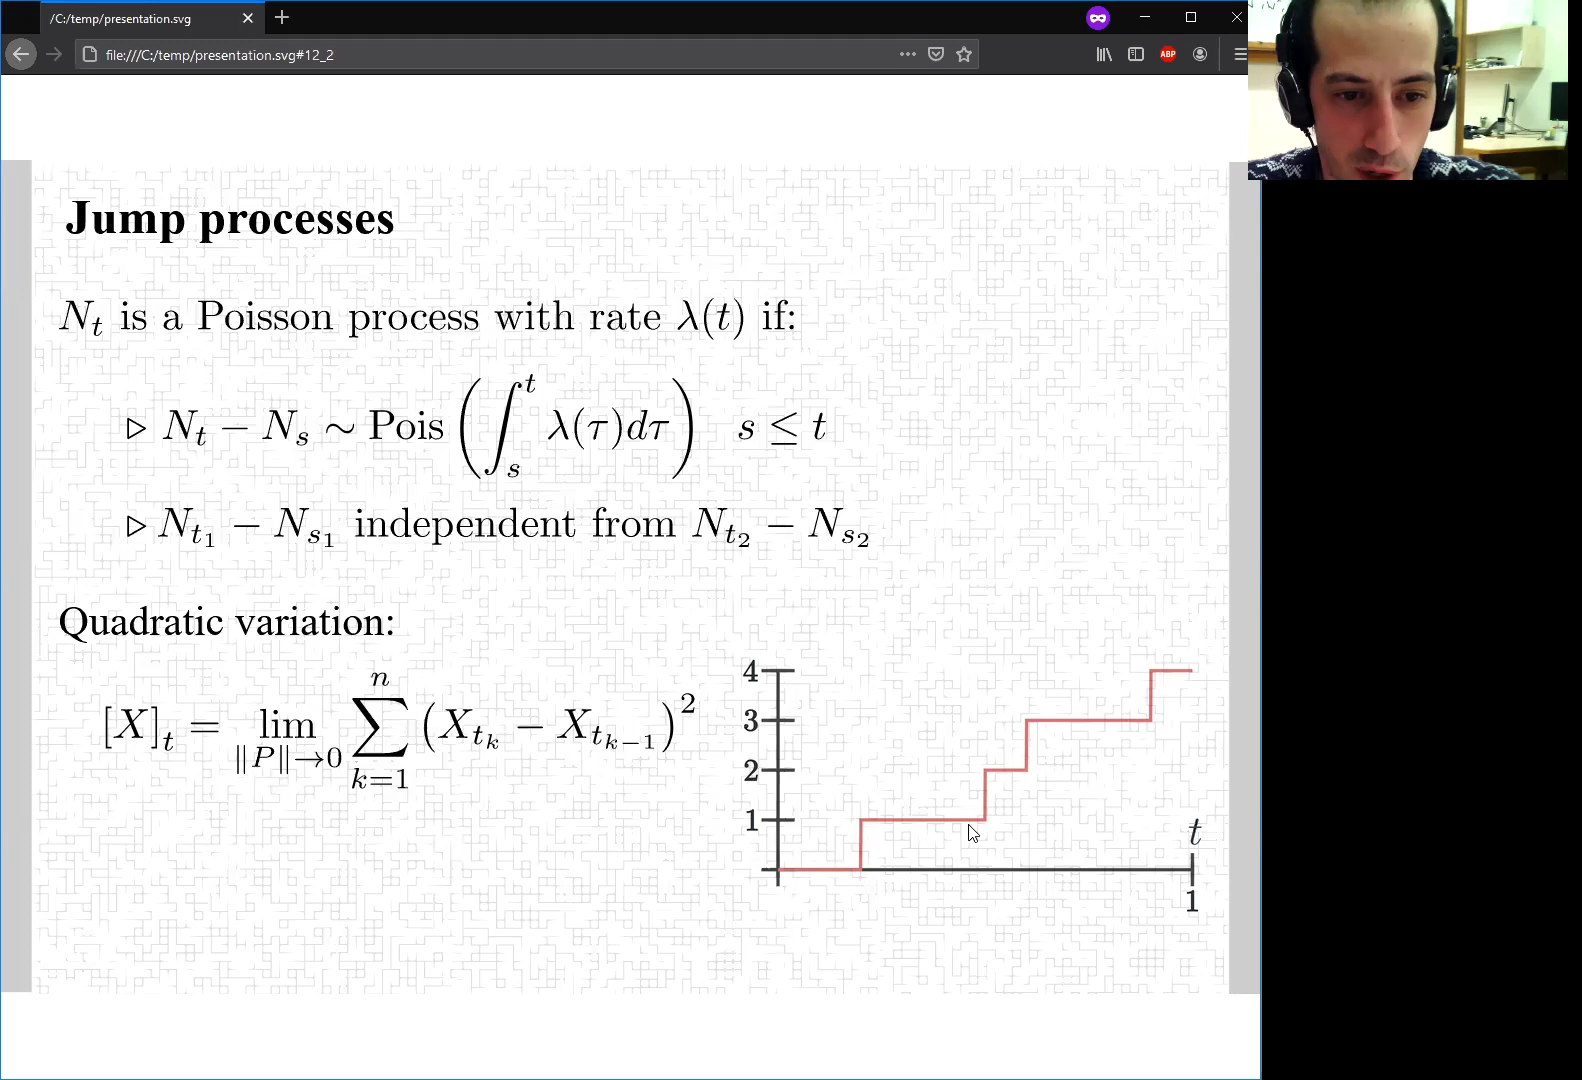 /C:/temp/presentation.svg
file:///C:/temp/presentation.svg#12_2
ABP
Jump processes
N_t is a Poisson process with rate λ(t) if:
▷ N_t − N_s ∼ Pois (∫_s^t λ(τ)dτ) s ≤ t
▷ N_{t_1} − N_{s_1} independent from N_{t_2} − N_{s_2}
Quadratic variation:
[X]_t = lim_{‖P‖→0} ∑_{k=1}^n (X_{t_k} − X_{t_{k−1}})^2
4
3
2
1
t
1